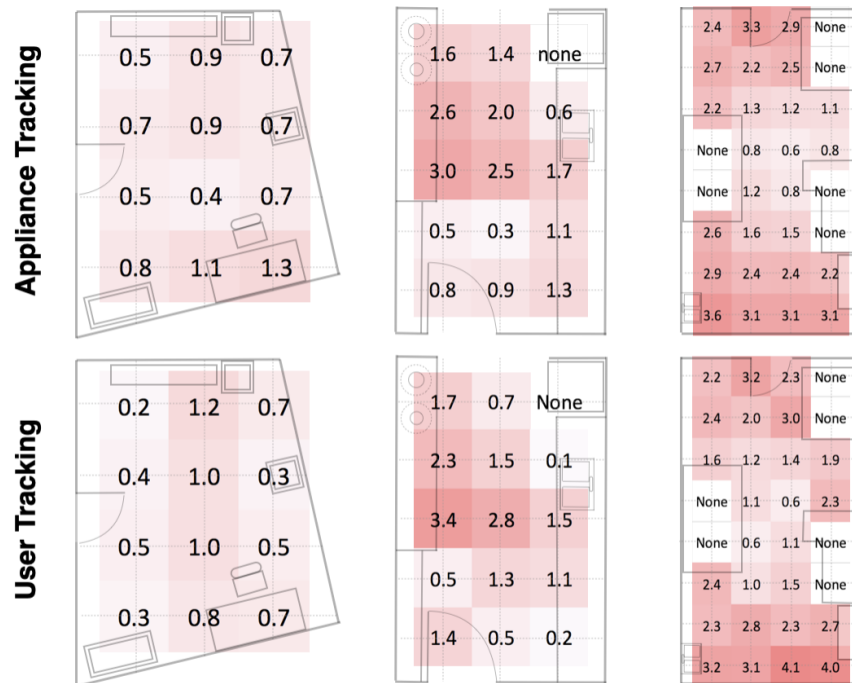 Appliance Tracking
0.5 0.9 0.7
0.7 0.9 0.7
0.5 0.4 0.7
0.8 1.1 1.3
1.6 1.4 none
2.6 2.0 0.6
3.0 2.5 1.7
0.5 0.3 1.1
0.8 0.9 1.3
2.4 3.3 2.9 None
2.7 2.2 2.5 None
2.2 1.3 1.2 1.1
None 0.8 0.6 0.8
None 1.2 0.8 None
2.6 1.6 1.5 None
2.9 2.4 2.4 2.2
3.6 3.1 3.1 3.1
User Tracking
0.2 1.2 0.7
0.4 1.0 0.3
0.5 1.0 0.5
0.3 0.8 0.7
1.7 0.7 None
2.3 1.5 0.1
3.4 2.8 1.5
0.5 1.3 1.1
1.4 0.5 0.2
2.2 3.2 2.3 None
2.4 2.0 3.0 None
1.6 1.2 1.4 1.9
None 1.1 0.6 2.3
None 0.6 1.1 None
2.4 1.0 1.5 None
2.3 2.8 2.3 2.7
3.2 3.1 4.1 4.0